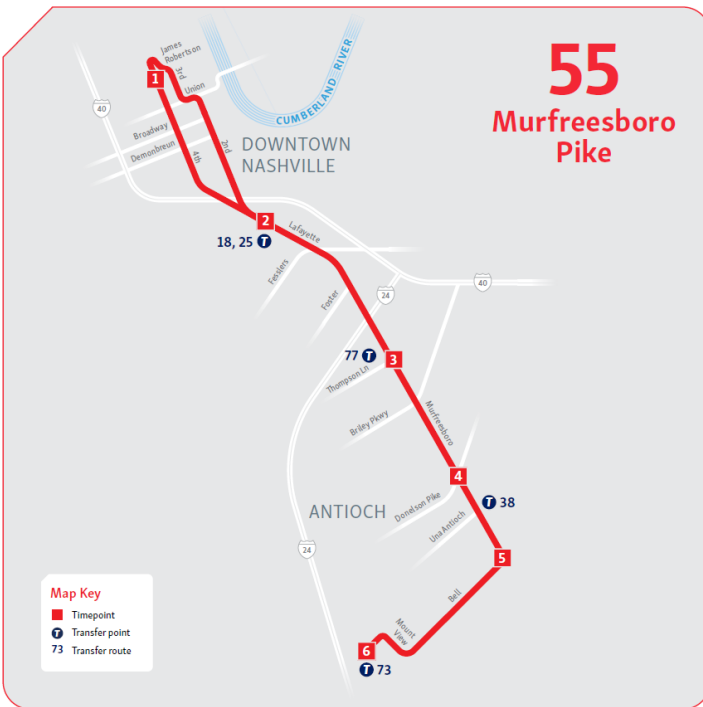 55
Murfreesboro
Pike
James
Robertson
3rd
1
Union
CUMBERLAND RIVER
40
Broadway
Demonbreun
4th
2nd
DOWNTOWN
NASHVILLE
2
Lafayette
18, 25 T
Fesslers
Foster
24
40
77 T
3
Thompson Ln
Briley Pkwy
Murfreesboro
4
Donelson Pike
T 38
ANTIOCH
Una Antioch
24
5
Bell
Mount
View
6
T 73
Map Key
Timepoint
T Transfer point
73 Transfer route